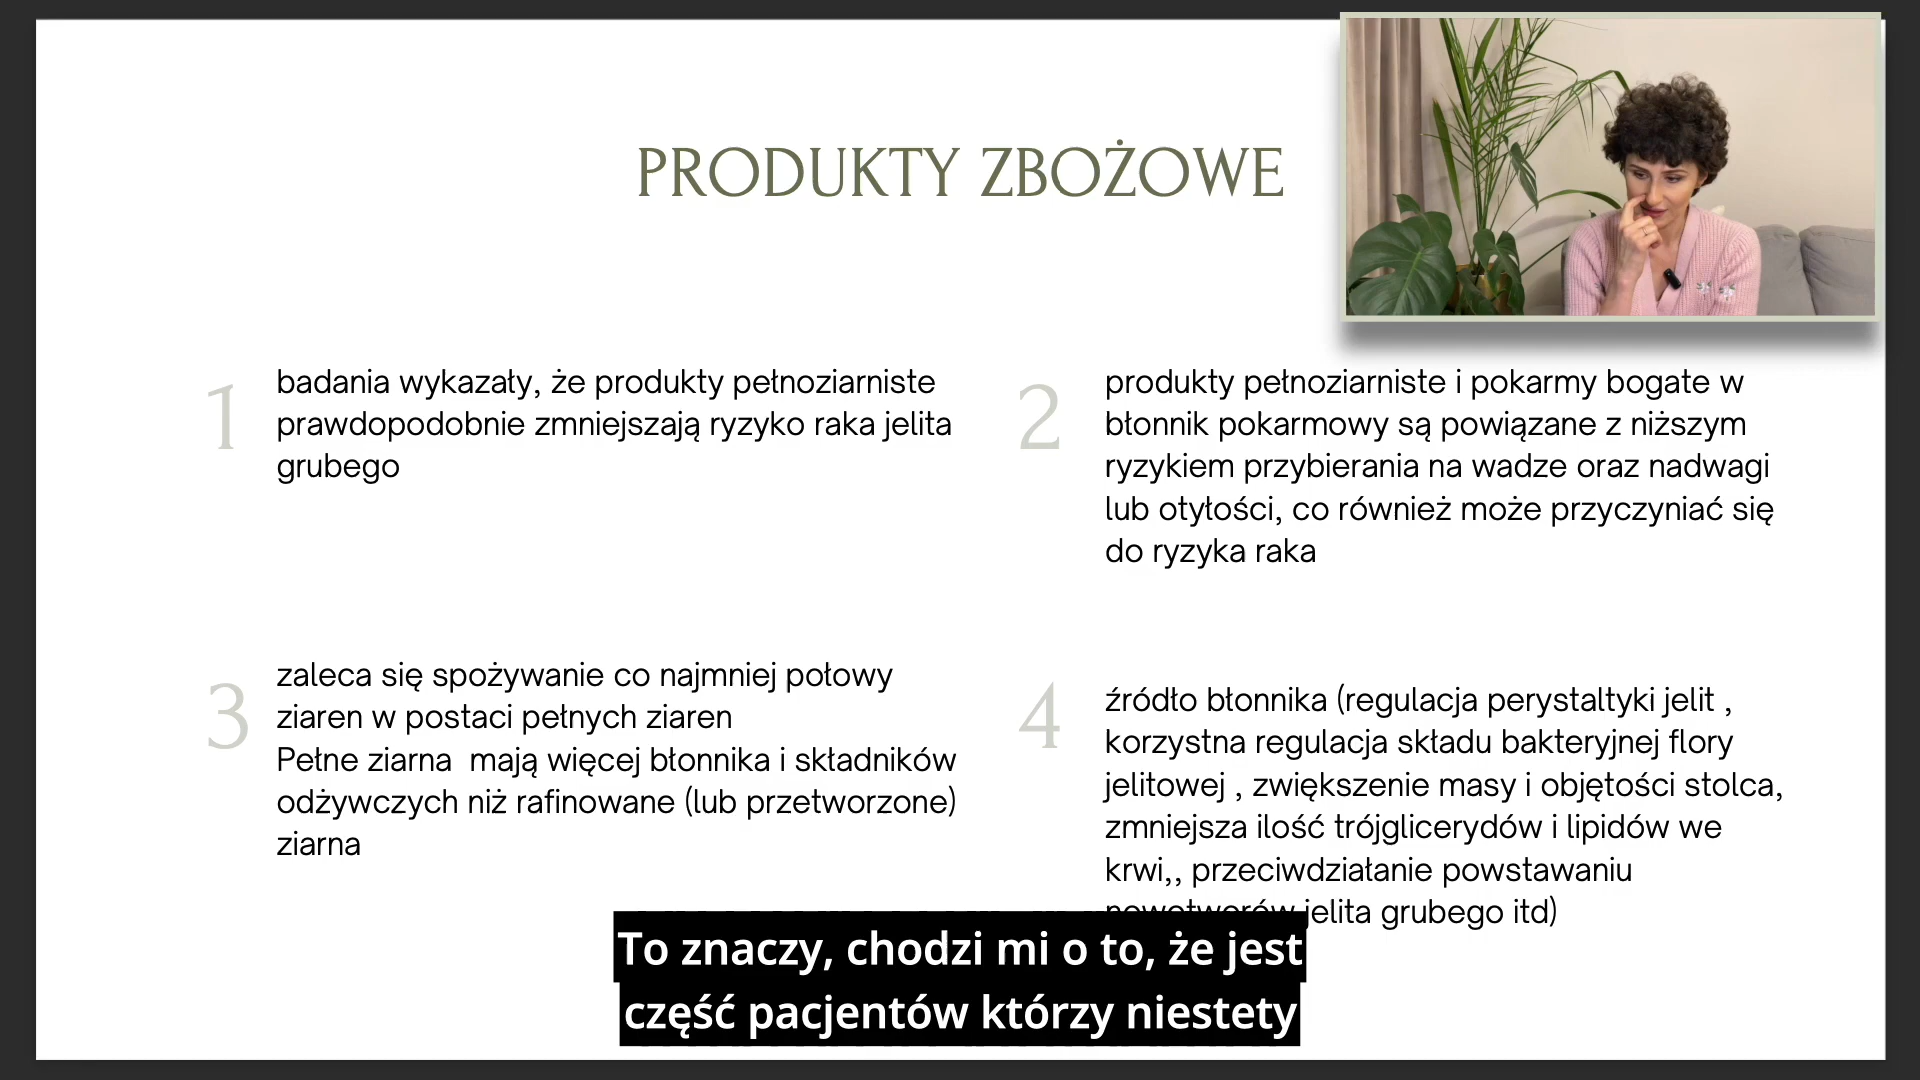 PRODUKTY ZBOŻOWE
1
badania wykazały, że produkty pełnoziarniste
prawdopodobnie zmniejszają ryzyko raka jelita
grubego
2
produkty pełnoziarniste i pokarmy bogate w
błonnik pokarmowy są powiązane z niższym
ryzykiem przybierania na wadze oraz nadwagi
lub otyłości, co również może przyczyniać się
do ryzyka raka
3
zaleca się spożywanie co najmniej połowy
ziaren w postaci pełnych ziaren
Pełne ziarna  mają więcej błonnika i składników
odżywczych niż rafinowane (lub przetworzone)
ziarna
4
źródło błonnika (regulacja perystaltyki jelit ,
korzystna regulacja składu bakteryjnej flory
jelitowej , zwiększenie masy i objętości stolca,
zmniejsza ilość trójglicerydów i lipidów we
krwi,, przeciwdziałanie powstawaniu
nowotworów jelita grubego itd)
To znaczy, chodzi mi o to, że jest
część pacjentów którzy niestety